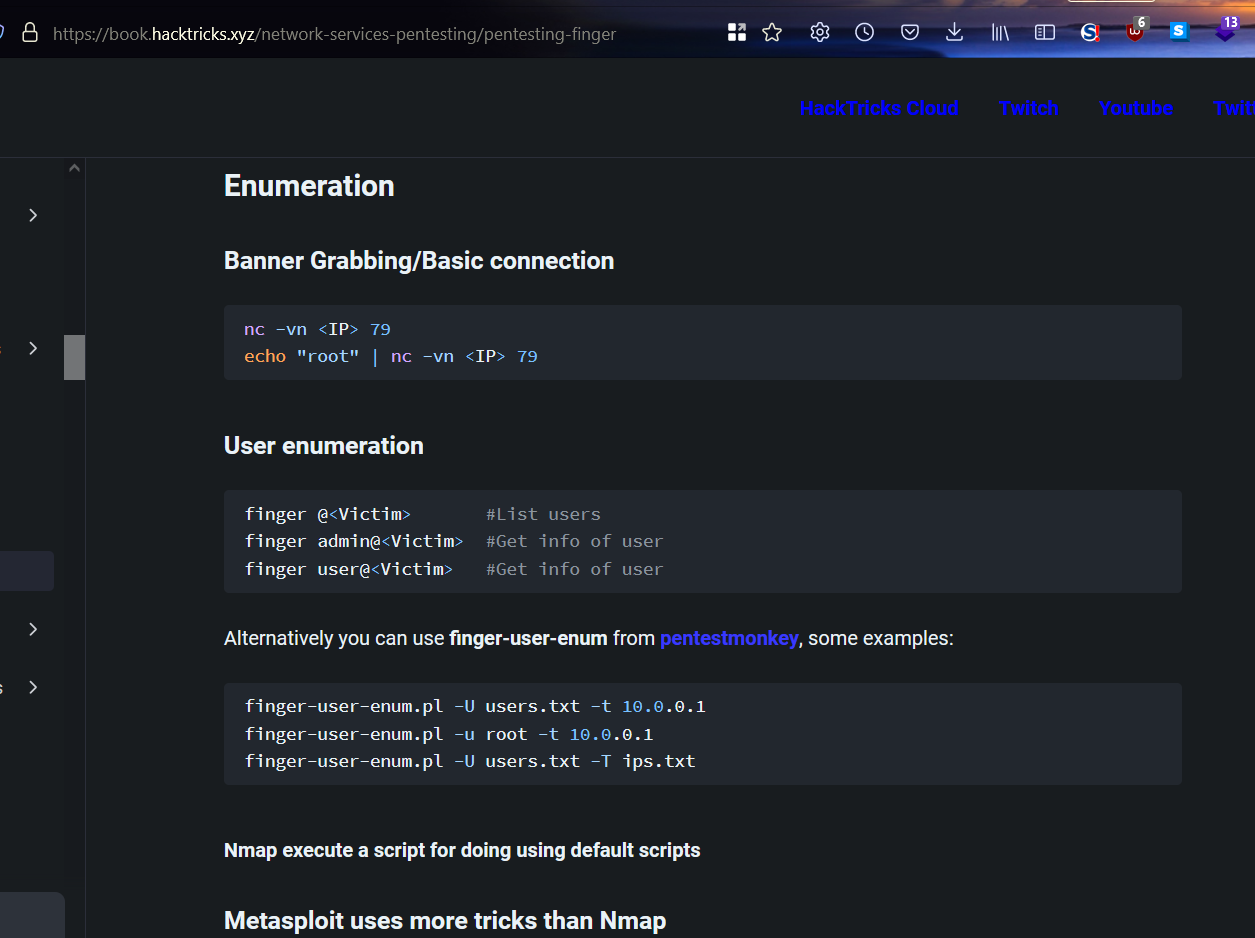 https://book.hacktricks.xyz/network-services-pentesting/pentesting-finger
6
13
HackTricks Cloud Twitch Youtube
Enumeration
Banner Grabbing/Basic connection
nc -vn <IP> 79
echo "root" | nc -vn <IP> 79
User enumeration
finger @<Victim>       #List users
finger admin@<Victim>  #Get info of user
finger user@<Victim>   #Get info of user
Alternatively you can use finger-user-enum from pentestmonkey, some examples:
finger-user-enum.pl -U users.txt -t 10.0.0.1
finger-user-enum.pl -u root -t 10.0.0.1
finger-user-enum.pl -U users.txt -T ips.txt
Nmap execute a script for doing using default scripts
Metasploit uses more tricks than Nmap